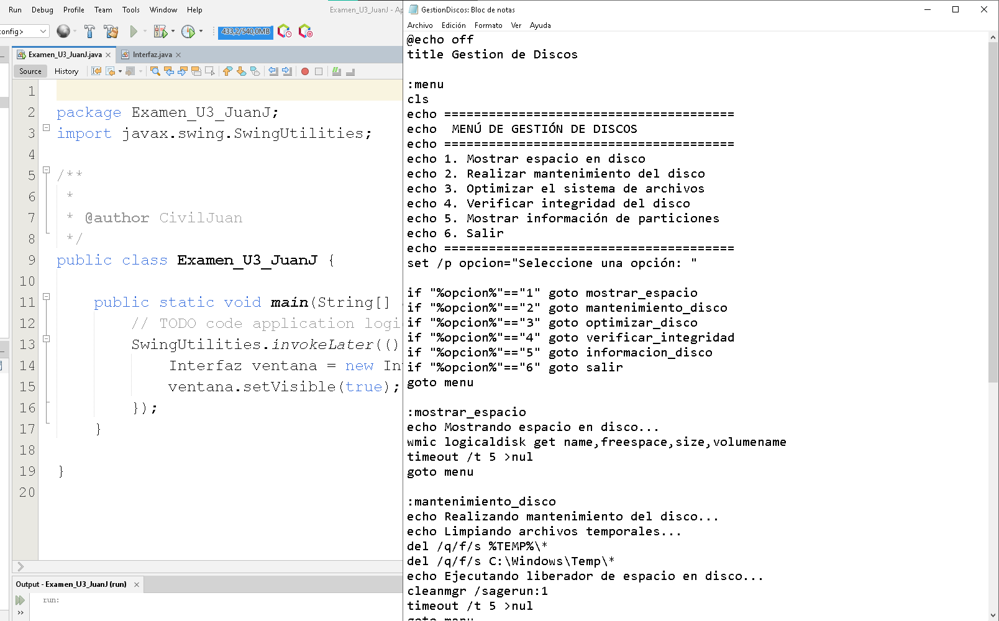 Run Debug Profile Team Tools Window Help
Examen_U3_JuanJ - Ap
config>
433,2/540,0MB
Examen_U3_JuanJ.java
Interfaz.java
Source History
1
2 package Examen_U3_JuanJ;
3 import javax.swing.SwingUtilities;
4
5 /**
6 *
7 * @author CivilJuan
8 */
9 public class Examen_U3_JuanJ {
10
11 public static void main(String[]
12 // TODO code application logi
13 SwingUtilities.invokeLater(()
14 Interfaz ventana = new In
15 ventana.setVisible(true);
16 });
17 }
18
19 }
20
Output - Examen_U3_JuanJ (run)
run:
GestionDiscos: Bloc de notas
Archivo Edición Formato Ver Ayuda
@echo off
title Gestion de Discos
:menu
cls
echo =======================================
echo  MENÚ DE GESTIÓN DE DISCOS
echo =======================================
echo 1. Mostrar espacio en disco
echo 2. Realizar mantenimiento del disco
echo 3. Optimizar el sistema de archivos
echo 4. Verificar integridad del disco
echo 5. Mostrar información de particiones
echo 6. Salir
echo =======================================
set /p opcion="Seleccione una opción: "
if "%opcion%"=="1" goto mostrar_espacio
if "%opcion%"=="2" goto mantenimiento_disco
if "%opcion%"=="3" goto optimizar_disco
if "%opcion%"=="4" goto verificar_integridad
if "%opcion%"=="5" goto informacion_disco
if "%opcion%"=="6" goto salir
goto menu
:mostrar_espacio
echo Mostrando espacio en disco...
wmic logicaldisk get name,freespace,size,volumename
timeout /t 5 >nul
goto menu
:mantenimiento_disco
echo Realizando mantenimiento del disco...
echo Limpiando archivos temporales...
del /q/f/s %TEMP%\*
del /q/f/s C:\Windows\Temp\*
echo Ejecutando liberador de espacio en disco...
cleanmgr /sagerun:1
timeout /t 5 >nul
goto menu